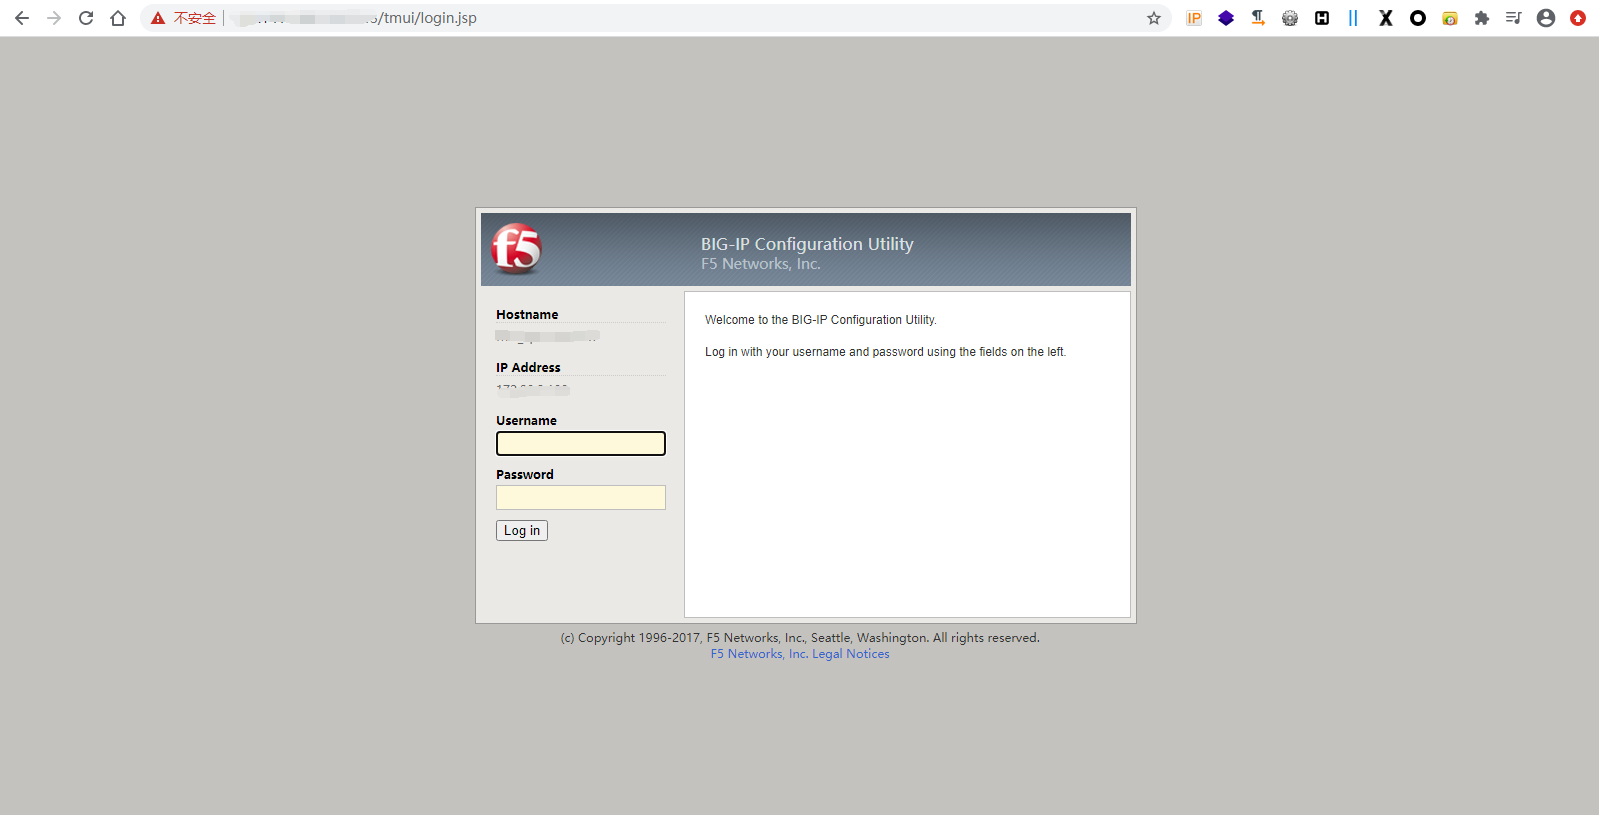 不安全
/tmui/login.jsp
IP
f5
BIG-IP Configuration Utility
F5 Networks, Inc.
Hostname
IP Address
Username
Password
Log in
Welcome to the BIG-IP Configuration Utility.
Log in with your username and password using the fields on the left.
(c) Copyright 1996-2017, F5 Networks, Inc., Seattle, Washington. All rights reserved.
F5 Networks, Inc. Legal Notices